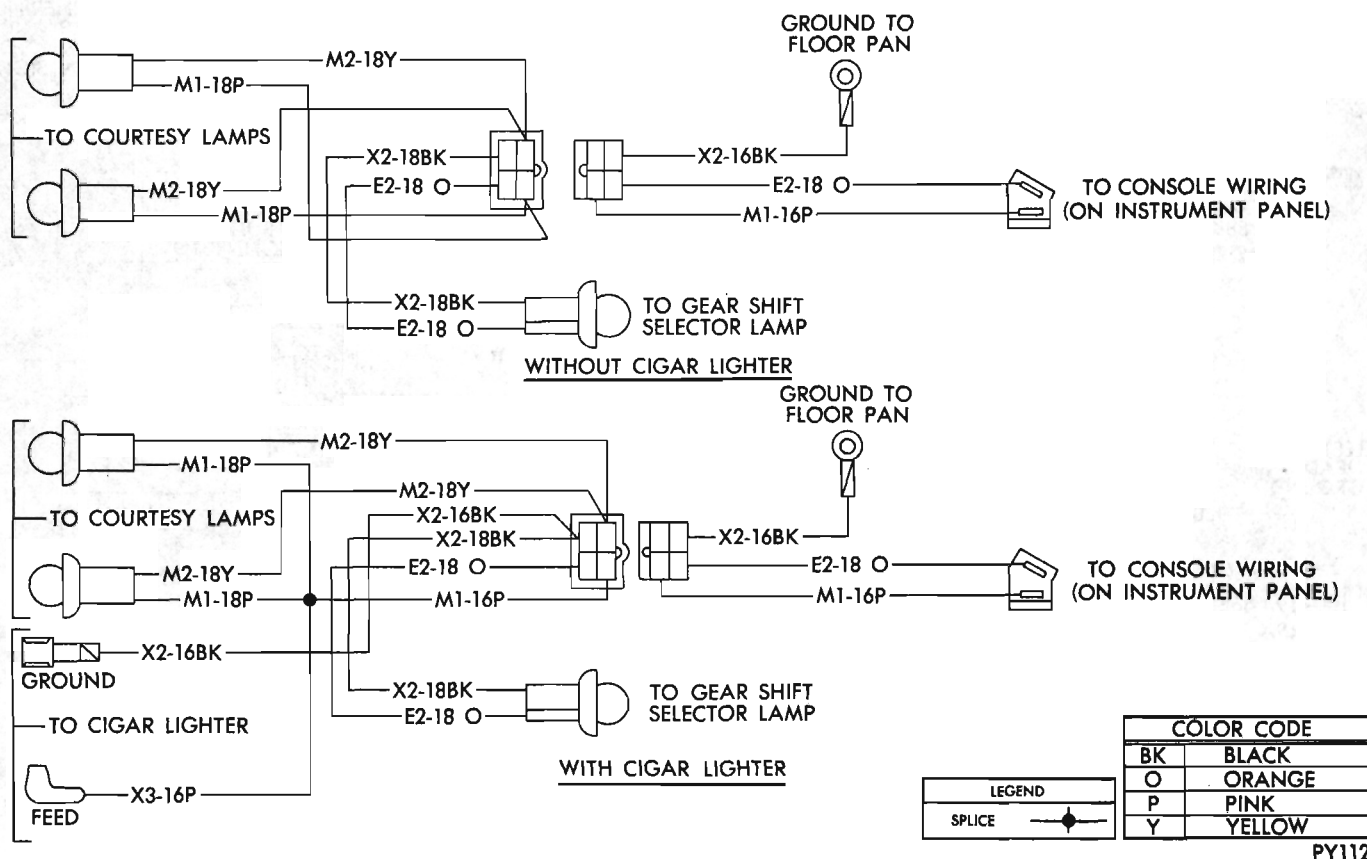 GROUND TO
FLOOR PAN
M2-18Y
M1-18P
TO COURTESY LAMPS
X2-18BK
X2-16BK
E2-18 O
E2-18 O
TO CONSOLE WIRING
(ON INSTRUMENT PANEL)
M2-18Y
M1-18P
M1-16P
X2-18BK
E2-18 O
TO GEAR SHIFT
SELECTOR LAMP
WITHOUT CIGAR LIGHTER
GROUND TO
FLOOR PAN
M2-18Y
M1-18P
M2-18Y
TO COURTESY LAMPS
X2-16BK
X2-18BK
X2-16BK
E2-18 O
E2-18 O
TO CONSOLE WIRING
(ON INSTRUMENT PANEL)
M2-18Y
M1-18P
M1-16P
M1-16P
X2-16BK
GROUND
X2-18BK
E2-18 O
TO GEAR SHIFT
SELECTOR LAMP
TO CIGAR LIGHTER
WITH CIGAR LIGHTER
X3-16P
FEED
LEGEND
SPLICE
COLOR CODE
BK BLACK
O ORANGE
P PINK
Y YELLOW
PY112